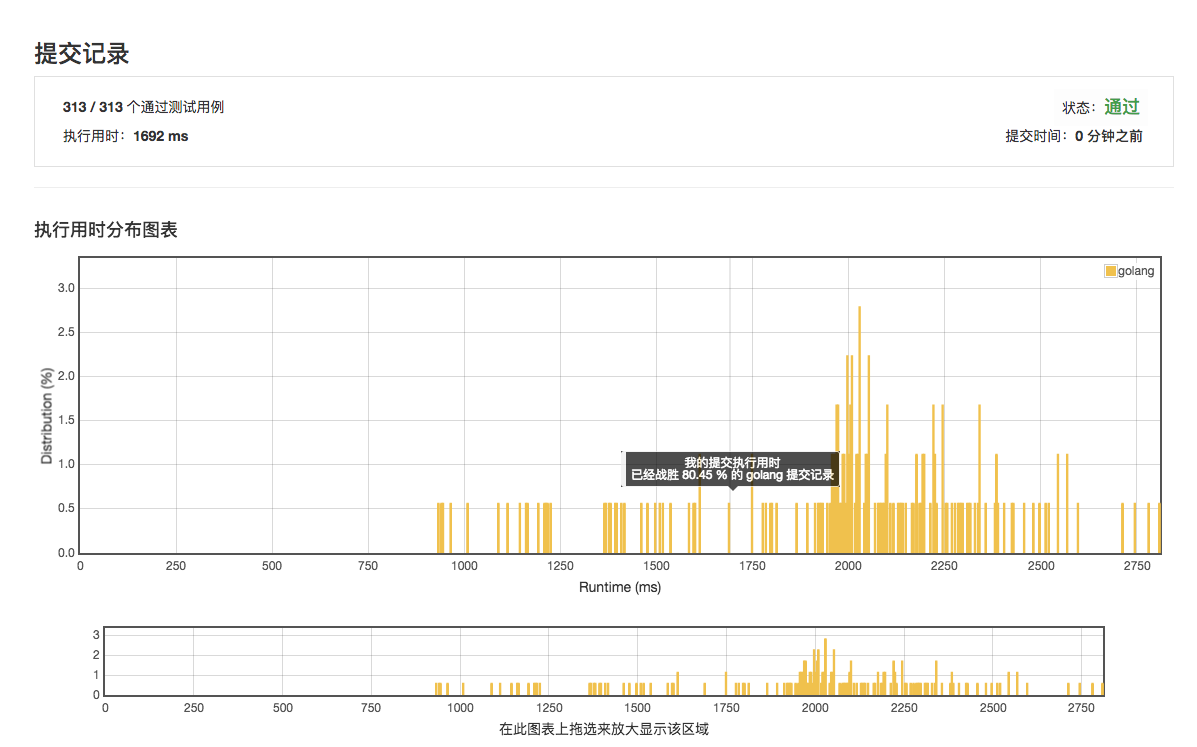 提交记录
313 / 313 个通过测试用例
状态：通过
执行用时：1692 ms
提交时间：0 分钟之前
执行用时分布图表
golang
3.0
2.5
2.0
1.5
1.0
0.5
0.0
Distribution (%)
我的提交执行用时
已经战胜 80.45 % 的 golang 提交记录
0 250 500 750 1000 1250 1500 1750 2000 2250 2500 2750
Runtime (ms)
3
2
1
0
0 250 500 750 1000 1250 1500 1750 2000 2250 2500 2750
在此图表上拖选来放大显示该区域